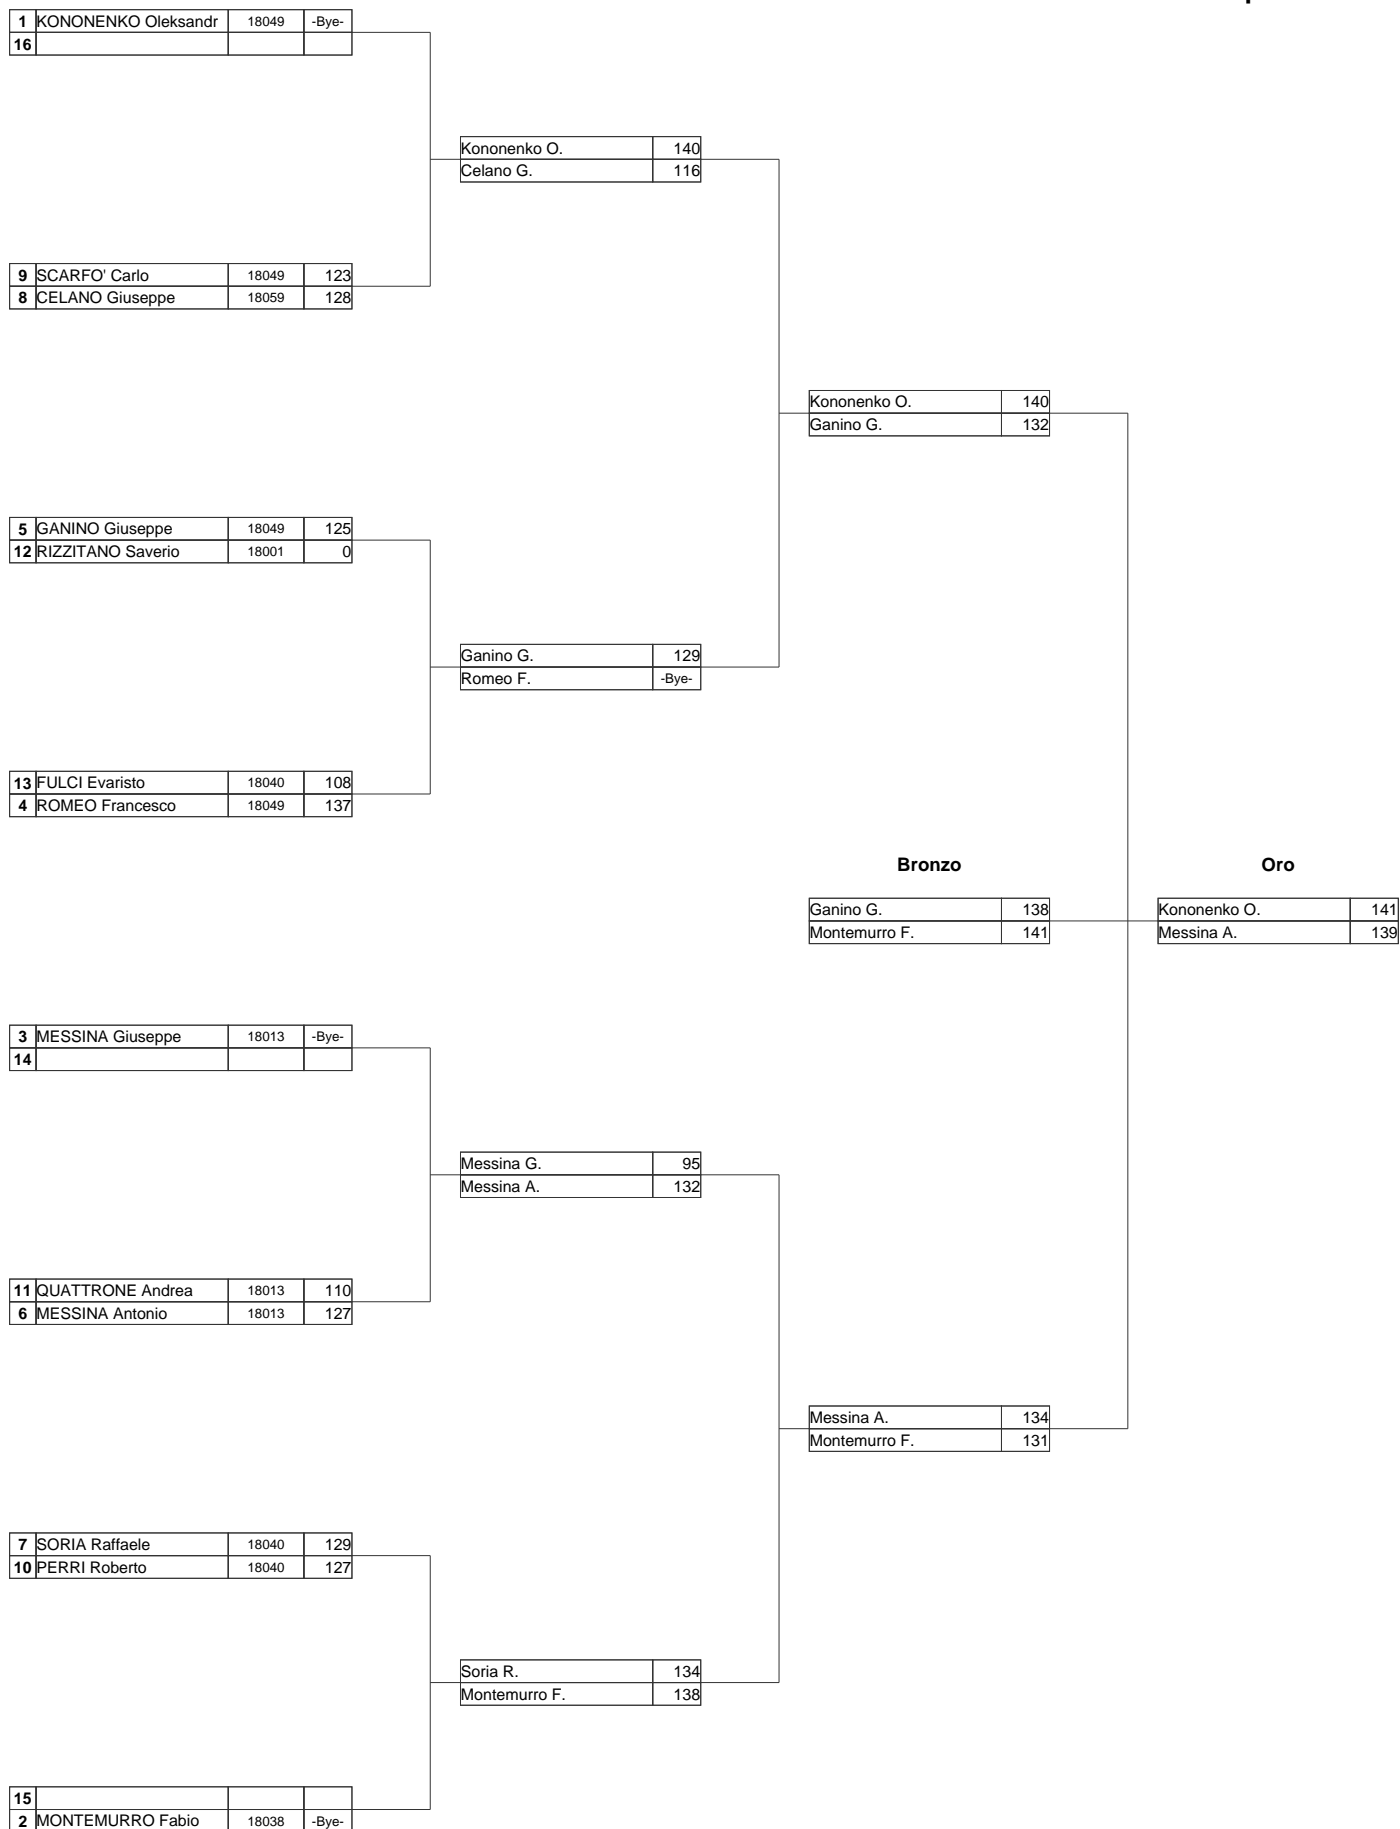 1 KONONENKO Oleksandr 18049 -Bye-
16
Kononenko O. 140
Celano G. 116
9 SCARFO' Carlo 18049 123
8 CELANO Giuseppe 18059 128
Kononenko O. 140
Ganino G. 132
5 GANINO Giuseppe 18049 125
12 RIZZITANO Saverio 18001 0
Ganino G. 129
Romeo F. -Bye-
13 FULCI Evaristo 18040 108
4 ROMEO Francesco 18049 137
Bronzo Oro
Ganino G. 138 Kononenko O. 141
Montemurro F. 141 Messina A. 139
3 MESSINA Giuseppe 18013 -Bye-
14
Messina G. 95
Messina A. 132
11 QUATTRONE Andrea 18013 110
6 MESSINA Antonio 18013 127
Messina A. 134
Montemurro F. 131
7 SORIA Raffaele 18040 129
10 PERRI Roberto 18040 127
Soria R. 134
Montemurro F. 138
15
2 MONTEMURRO Fabio 18038 -Bye-